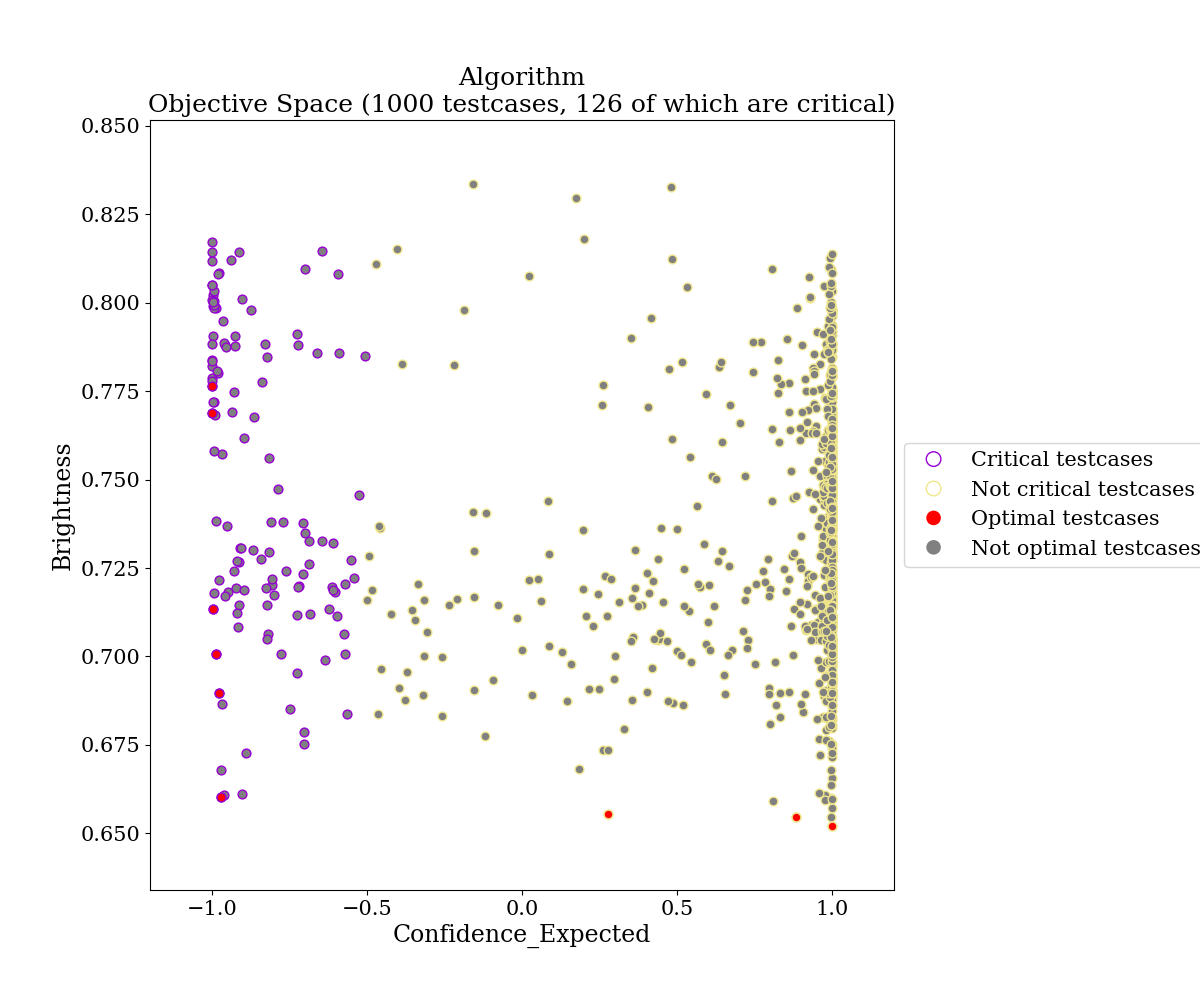 Algorithm
Objective Space (1000 testcases, 126 of which are critical)
0.850
0.825
0.800
0.775
0.750
0.725
0.700
0.675
0.650
Brightness
−1.0
−0.5
0.0
0.5
1.0
Confidence_Expected
Critical testcases
Not critical testcases
Optimal testcases
Not optimal testcases